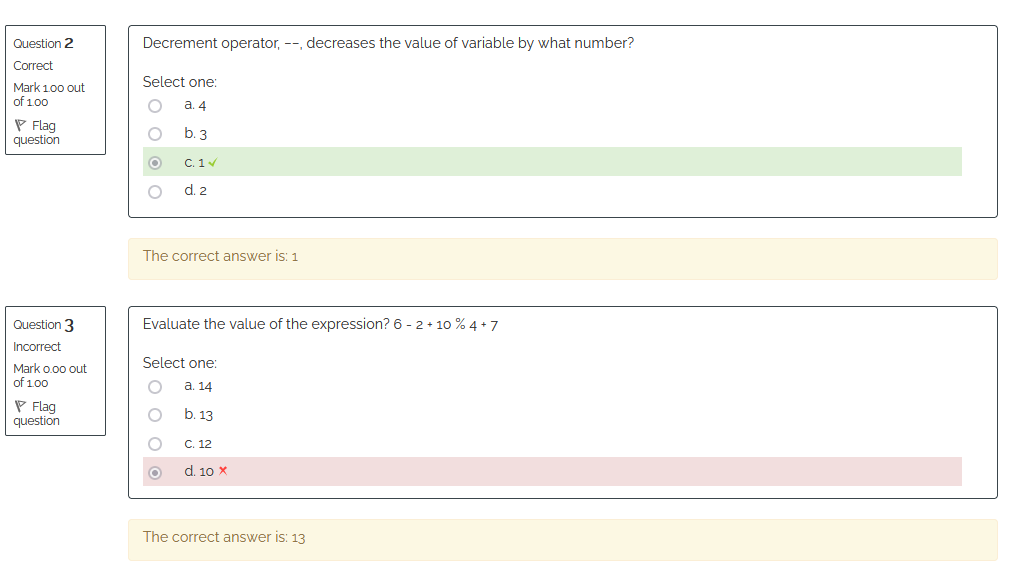 Question 2
Correct
Mark 1.00 out
of 1.00
Flag
question
Decrement operator, --, decreases the value of variable by what number?
Select one:
a. 4
b. 3
c. 1
d. 2
The correct answer is: 1
Question 3
Incorrect
Mark 0.00 out
of 1.00
Flag
question
Evaluate the value of the expression? 6 - 2 + 10 % 4 + 7
Select one:
a. 14
b. 13
c. 12
d. 10
The correct answer is: 13